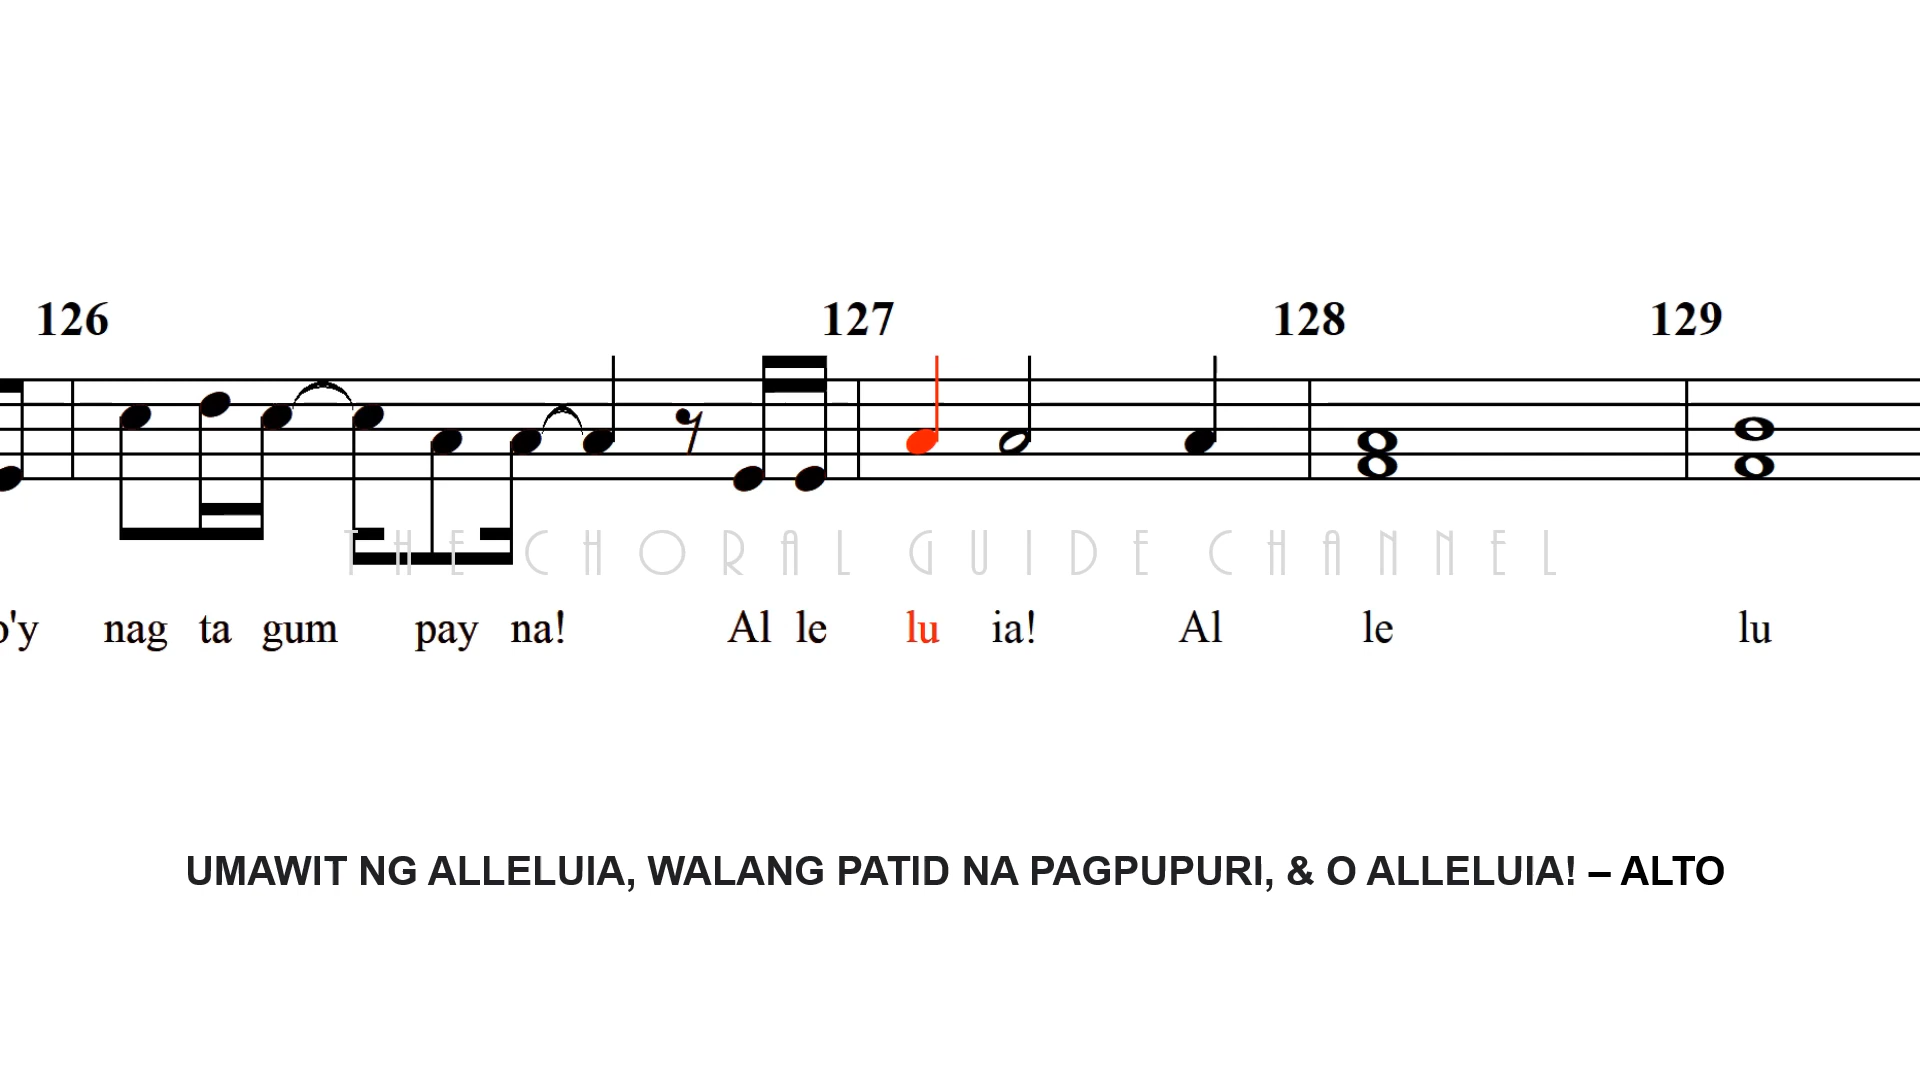 126 127 128 129
THE CHORAL GUIDE CHANNEL
nag ta gum pay na! Al le lu ia! Al le lu
UMAWIT NG ALLELUIA, WALANG PATID NA PAGPUPURI, & O ALLELUIA! – ALTO